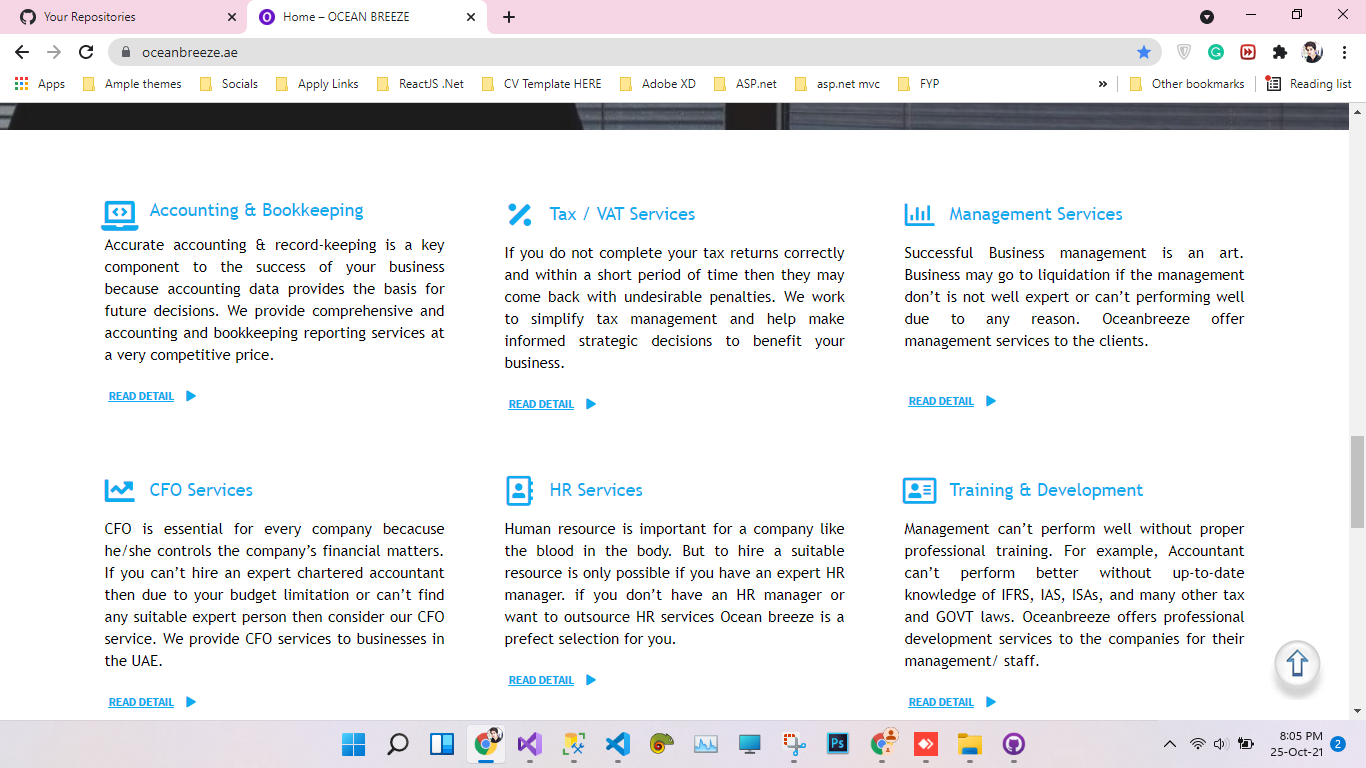 Your Repositories
Home – OCEAN BREEZE
oceanbreeze.ae
Apps
Ample themes
Socials
Apply Links
ReactJS .Net
CV Template HERE
Adobe XD
ASP.net
asp.net mvc
FYP
»
Other bookmarks
Reading list
Accounting & Bookkeeping
Accurate accounting & record-keeping is a key
component to the success of your business
because accounting data provides the basis for
future decisions. We provide comprehensive and
accounting and bookkeeping reporting services at
a very competitive price.
READ DETAIL
Tax / VAT Services
If you do not complete your tax returns correctly
and within a short period of time then they may
come back with undesirable penalties. We work
to simplify tax management and help make
informed strategic decisions to benefit your
business.
READ DETAIL
Management Services
Successful Business management is an art.
Business may go to liquidation if the management
don’t is not well expert or can’t performing well
due to any reason. Oceanbreeze offer
management services to the clients.
READ DETAIL
CFO Services
CFO is essential for every company becacuse
he/she controls the company’s financial matters.
If you can’t hire an expert chartered accountant
then due to your budget limitation or can’t find
any suitable expert person then consider our CFO
service. We provide CFO services to businesses in
the UAE.
READ DETAIL
HR Services
Human resource is important for a company like
the blood in the body. But to hire a suitable
resource is only possible if you have an expert HR
manager. if you don’t have an HR manager or
want to outsource HR services Ocean breeze is a
prefect selection for you.
READ DETAIL
Training & Development
Management can’t perform well without proper
professional training. For example, Accountant
can’t perform better without up-to-date
knowledge of IFRS, IAS, ISAs, and many other tax
and GOVT laws. Oceanbreeze offers professional
development services to the companies for their
management/ staff.
READ DETAIL
Ps
8:05 PM
25-Oct-21
2